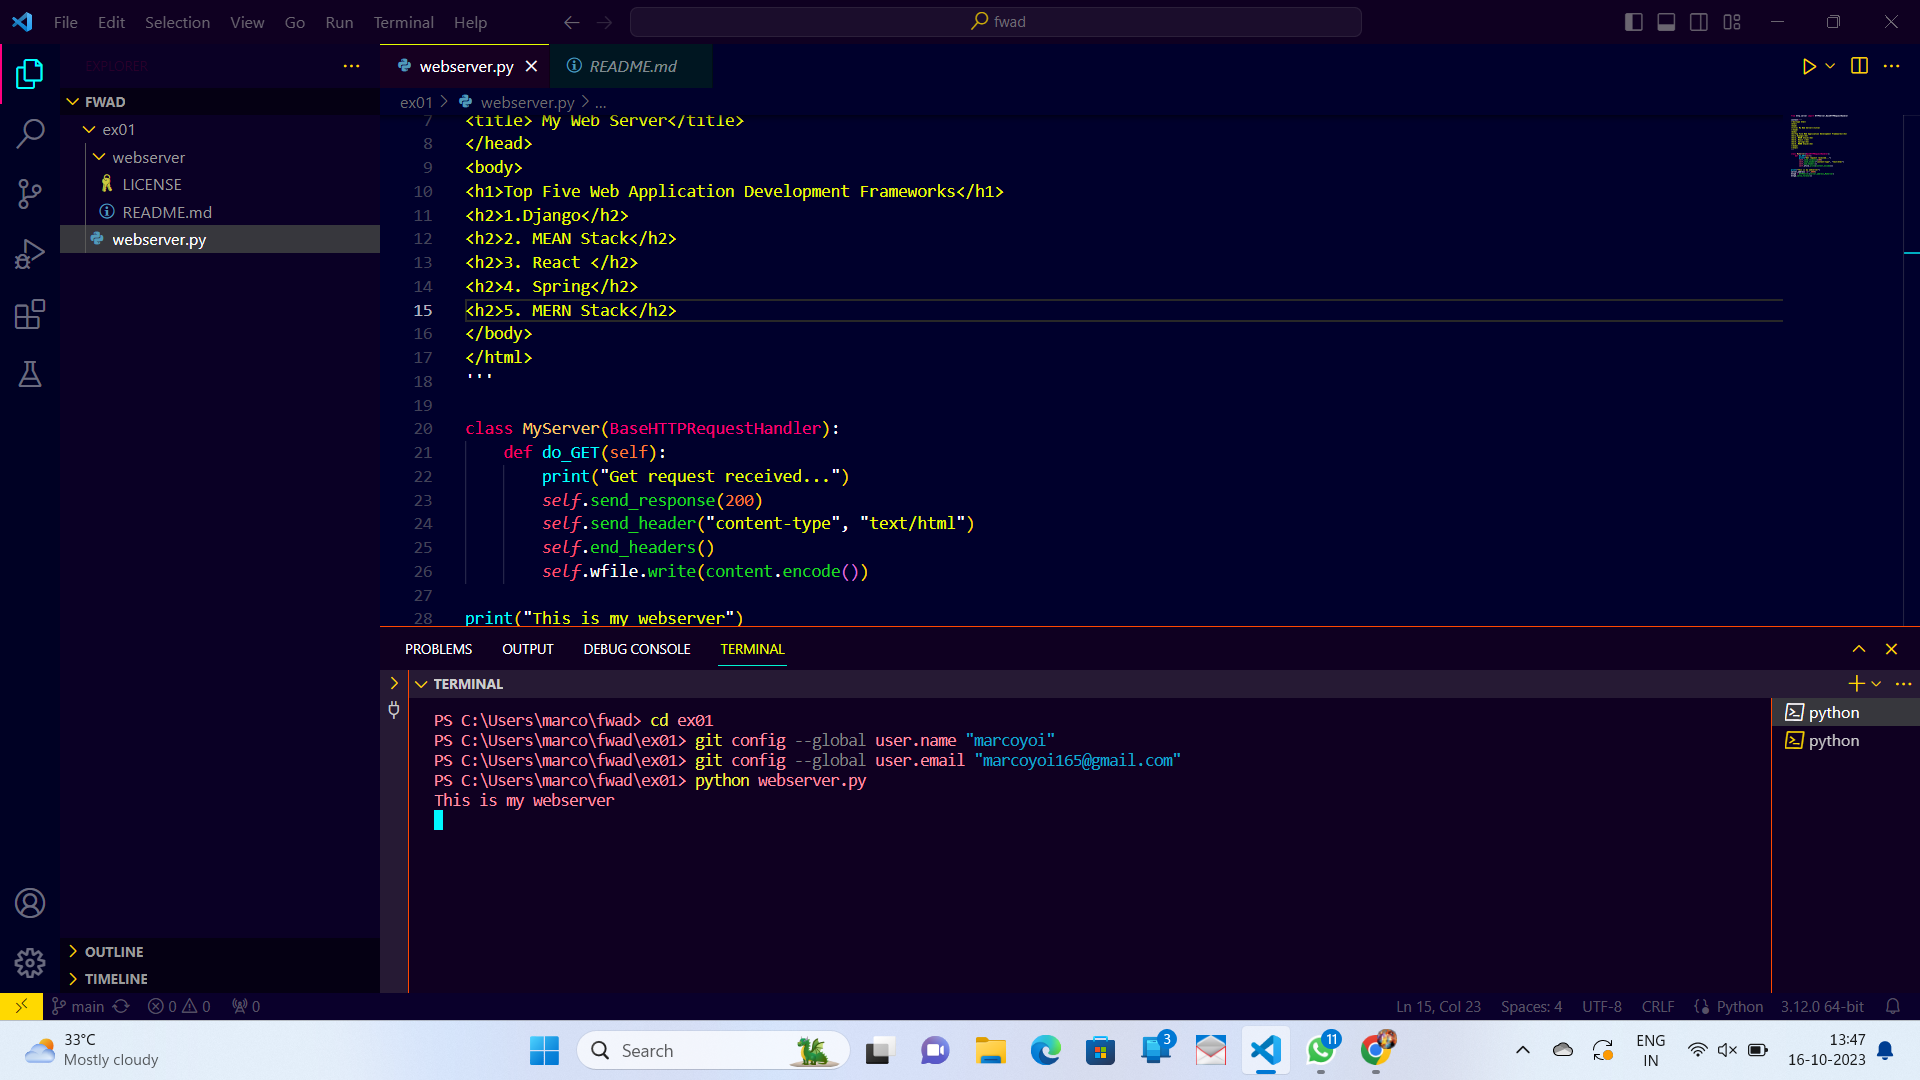 File Edit Selection View Go Run Terminal Help
fwad
EXPLORER
webserver.py
README.md
ex01 > webserver.py > ...
FWAD
ex01
webserver
LICENSE
README.md
webserver.py
7 <title> My Web Server</title>
8 </head>
9 <body>
10 <h1>Top Five Web Application Development Frameworks</h1>
11 <h2>1.Django</h2>
12 <h2>2. MEAN Stack</h2>
13 <h2>3. React </h2>
14 <h2>4. Spring</h2>
15 <h2>5. MERN Stack</h2>
16 </body>
17 </html>
18 '''
19
20 class MyServer(BaseHTTPRequestHandler):
21     def do_GET(self):
22         print("Get request received...")
23         self.send_response(200)
24         self.send_header("content-type", "text/html")
25         self.end_headers()
26         self.wfile.write(content.encode())
27
28 print("This is my webserver")
PROBLEMS OUTPUT DEBUG CONSOLE TERMINAL
TERMINAL
PS C:\Users\marco\fwad> cd ex01
PS C:\Users\marco\fwad\ex01> git config --global user.name "marcoyoi"
PS C:\Users\marco\fwad\ex01> git config --global user.email "marcoyoi165@gmail.com"
PS C:\Users\marco\fwad\ex01> python webserver.py
This is my webserver
python
python
OUTLINE
TIMELINE
main 0 0 0
Ln 15, Col 23 Spaces: 4 UTF-8 CRLF Python 3.12.0 64-bit
33°C
Mostly cloudy
Search
3
11
ENG
IN
13:47
16-10-2023